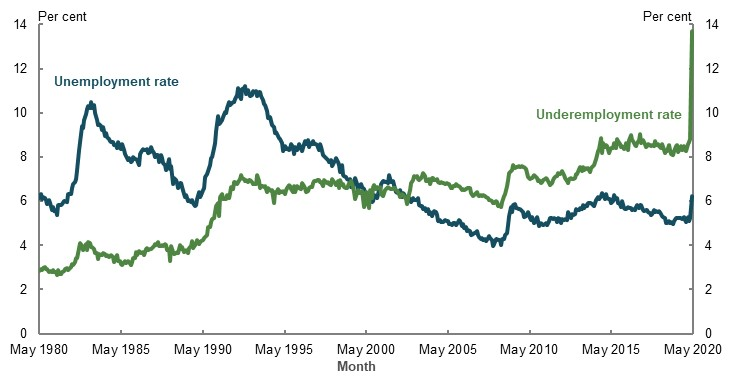 Per cent Per cent
14 14
12 12
Unemployment rate
Underemployment rate
10 10
8 8
6 6
4 4
2 2
0 0
May 1980 May 1985 May 1990 May 1995 May 2000 May 2005 May 2010 May 2015 May 2020
Month